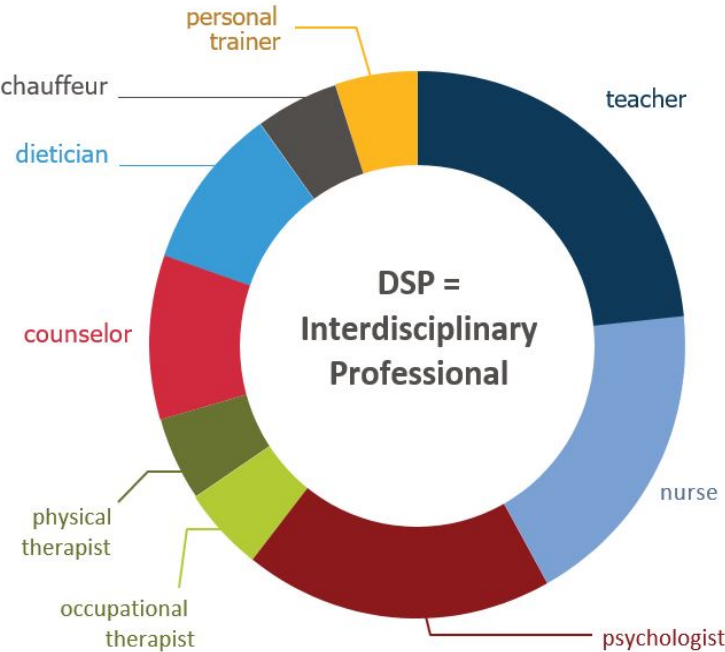 personal
trainer
chauffeur
teacher
dietician
DSP =
Interdisciplinary
Professional
counselor
nurse
physical
therapist
occupational
therapist
psychologist